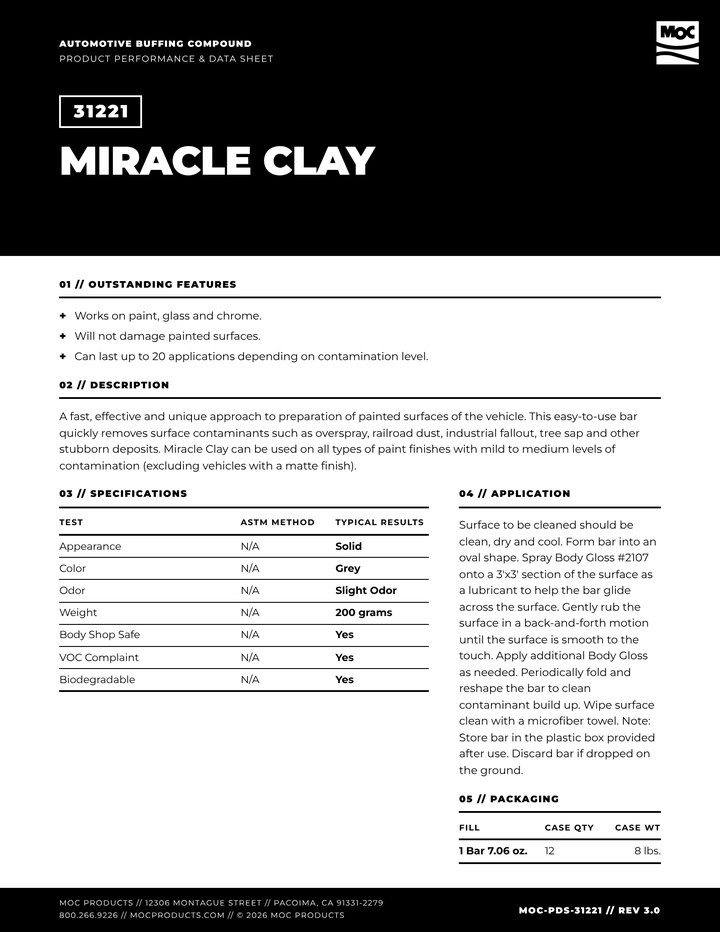 AUTOMOTIVE BUFFING COMPOUND
PRODUCT PERFORMANCE & DATA SHEET
MOC
31221
MIRACLE CLAY
01 // OUTSTANDING FEATURES
+ Works on paint, glass and chrome.
+ Will not damage painted surfaces.
+ Can last up to 20 applications depending on contamination level.
02 // DESCRIPTION
A fast, effective and unique approach to preparation of painted surfaces of the vehicle. This easy-to-use bar
quickly removes surface contaminants such as overspray, railroad dust, industrial fallout, tree sap and other
stubborn deposits. Miracle Clay can be used on all types of paint finishes with mild to medium levels of
contamination (excluding vehicles with a matte finish).
03 // SPECIFICATIONS
TEST ASTM METHOD TYPICAL RESULTS
Appearance N/A Solid
Color N/A Grey
Odor N/A Slight Odor
Weight N/A 200 grams
Body Shop Safe N/A Yes
VOC Complaint N/A Yes
Biodegradable N/A Yes
04 // APPLICATION
Surface to be cleaned should be
clean, dry and cool. Form bar into an
oval shape. Spray Body Gloss #2107
onto a 3'x3' section of the surface as
a lubricant to help the bar glide
across the surface. Gently rub the
surface in a back-and-forth motion
until the surface is smooth to the
touch. Apply additional Body Gloss
as needed. Periodically fold and
reshape the bar to clean
contaminant build up. Wipe surface
clean with a microfiber towel. Note:
Store bar in the plastic box provided
after use. Discard bar if dropped on
the ground.
05 // PACKAGING
FILL CASE QTY CASE WT
1 Bar 7.06 oz. 12 8 lbs.
MOC PRODUCTS // 12306 MONTAGUE STREET // PACOIMA, CA 91331-2279
800.266.9226 // MOCPRODUCTS.COM // © 2026 MOC PRODUCTS
MOC-PDS-31221 // REV 3.0